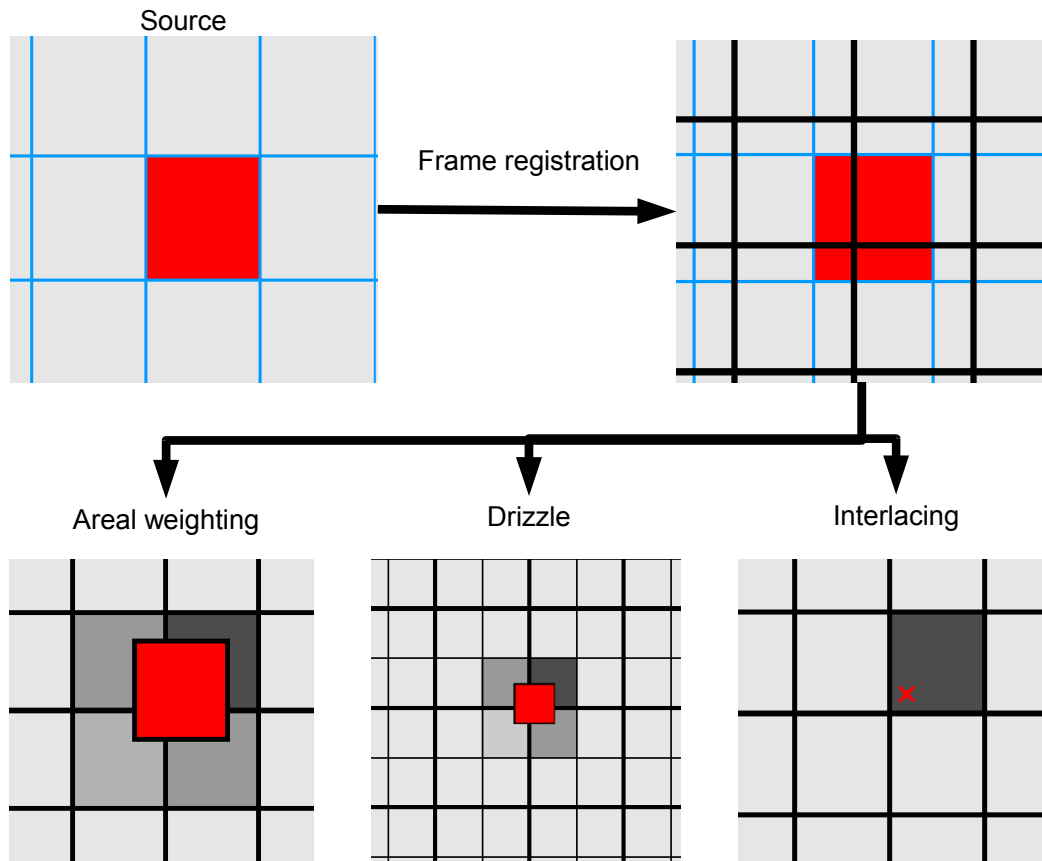 Source
Frame registration
Areal weighting
Drizzle
Interlacing